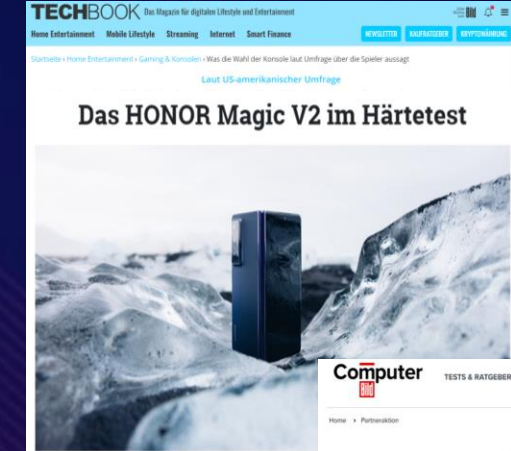 TECHBOOK Das Magazin für digitalen Lifestyle und Entertainment
Home Entertainment Mobile Lifestyle Streaming Internet Smart Finance NEWSLETTER KAUFRATGEBER KRYPTOWÄHRUNG
Startseite › Home Entertainment › Gaming & Konsolen › Was die Wahl der Konsole laut Umfrage über die Spieler aussagt
Laut US-amerikanischer Umfrage
Das HONOR Magic V2 im Härtetest
Computer
Bild
TESTS & RATGEBER
Home › Partneraktion